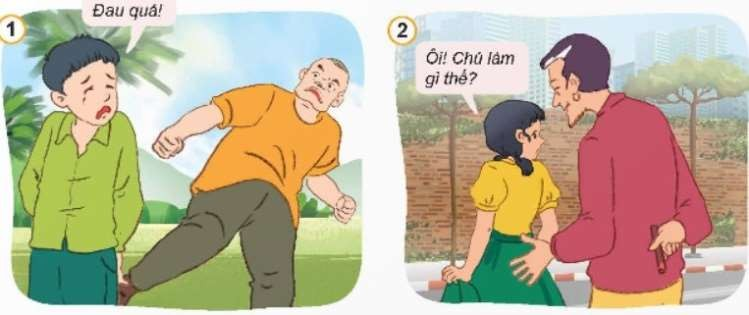 1
Đau quá!
2
Ôi! Chú làm
gì thế?